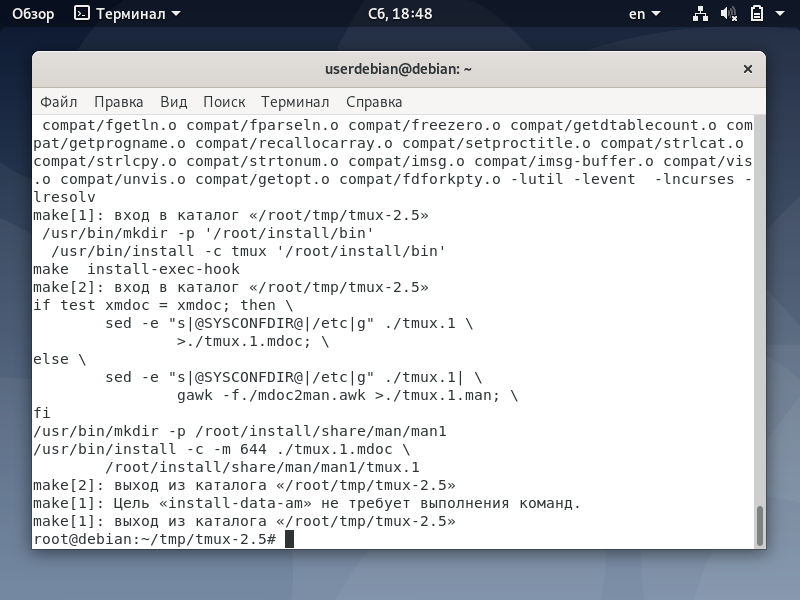 Обзор Терминал Сб, 18:48 en
userdebian@debian: ~ ×
Файл Правка Вид Поиск Терминал Справка
 compat/fgetln.o compat/fparseln.o compat/freezero.o compat/getdtablecount.o com
pat/getprogname.o compat/recallocarray.o compat/setproctitle.o compat/strlcat.o
compat/strlcpy.o compat/strtonum.o compat/imsg.o compat/imsg-buffer.o compat/vis
.o compat/unvis.o compat/getopt.o compat/fdforkpty.o -lutil -levent  -lncurses -
lresolv
make[1]: вход в каталог «/root/tmp/tmux-2.5»
 /usr/bin/mkdir -p '/root/install/bin'
  /usr/bin/install -c tmux '/root/install/bin'
make  install-exec-hook
make[2]: вход в каталог «/root/tmp/tmux-2.5»
if test xmdoc = xmdoc; then \
        sed -e "s|@SYSCONFDIR@|/etc|g" ./tmux.1 \
                >./tmux.1.mdoc; \
else \
        sed -e "s|@SYSCONFDIR@|/etc|g" ./tmux.1| \
                gawk -f./mdoc2man.awk >./tmux.1.man; \
fi
/usr/bin/mkdir -p /root/install/share/man/man1
/usr/bin/install -c -m 644 ./tmux.1.mdoc \
        /root/install/share/man/man1/tmux.1
make[2]: выход из каталога «/root/tmp/tmux-2.5»
make[1]: Цель «install-data-am» не требует выполнения команд.
make[1]: выход из каталога «/root/tmp/tmux-2.5»
root@debian:~/tmp/tmux-2.5#